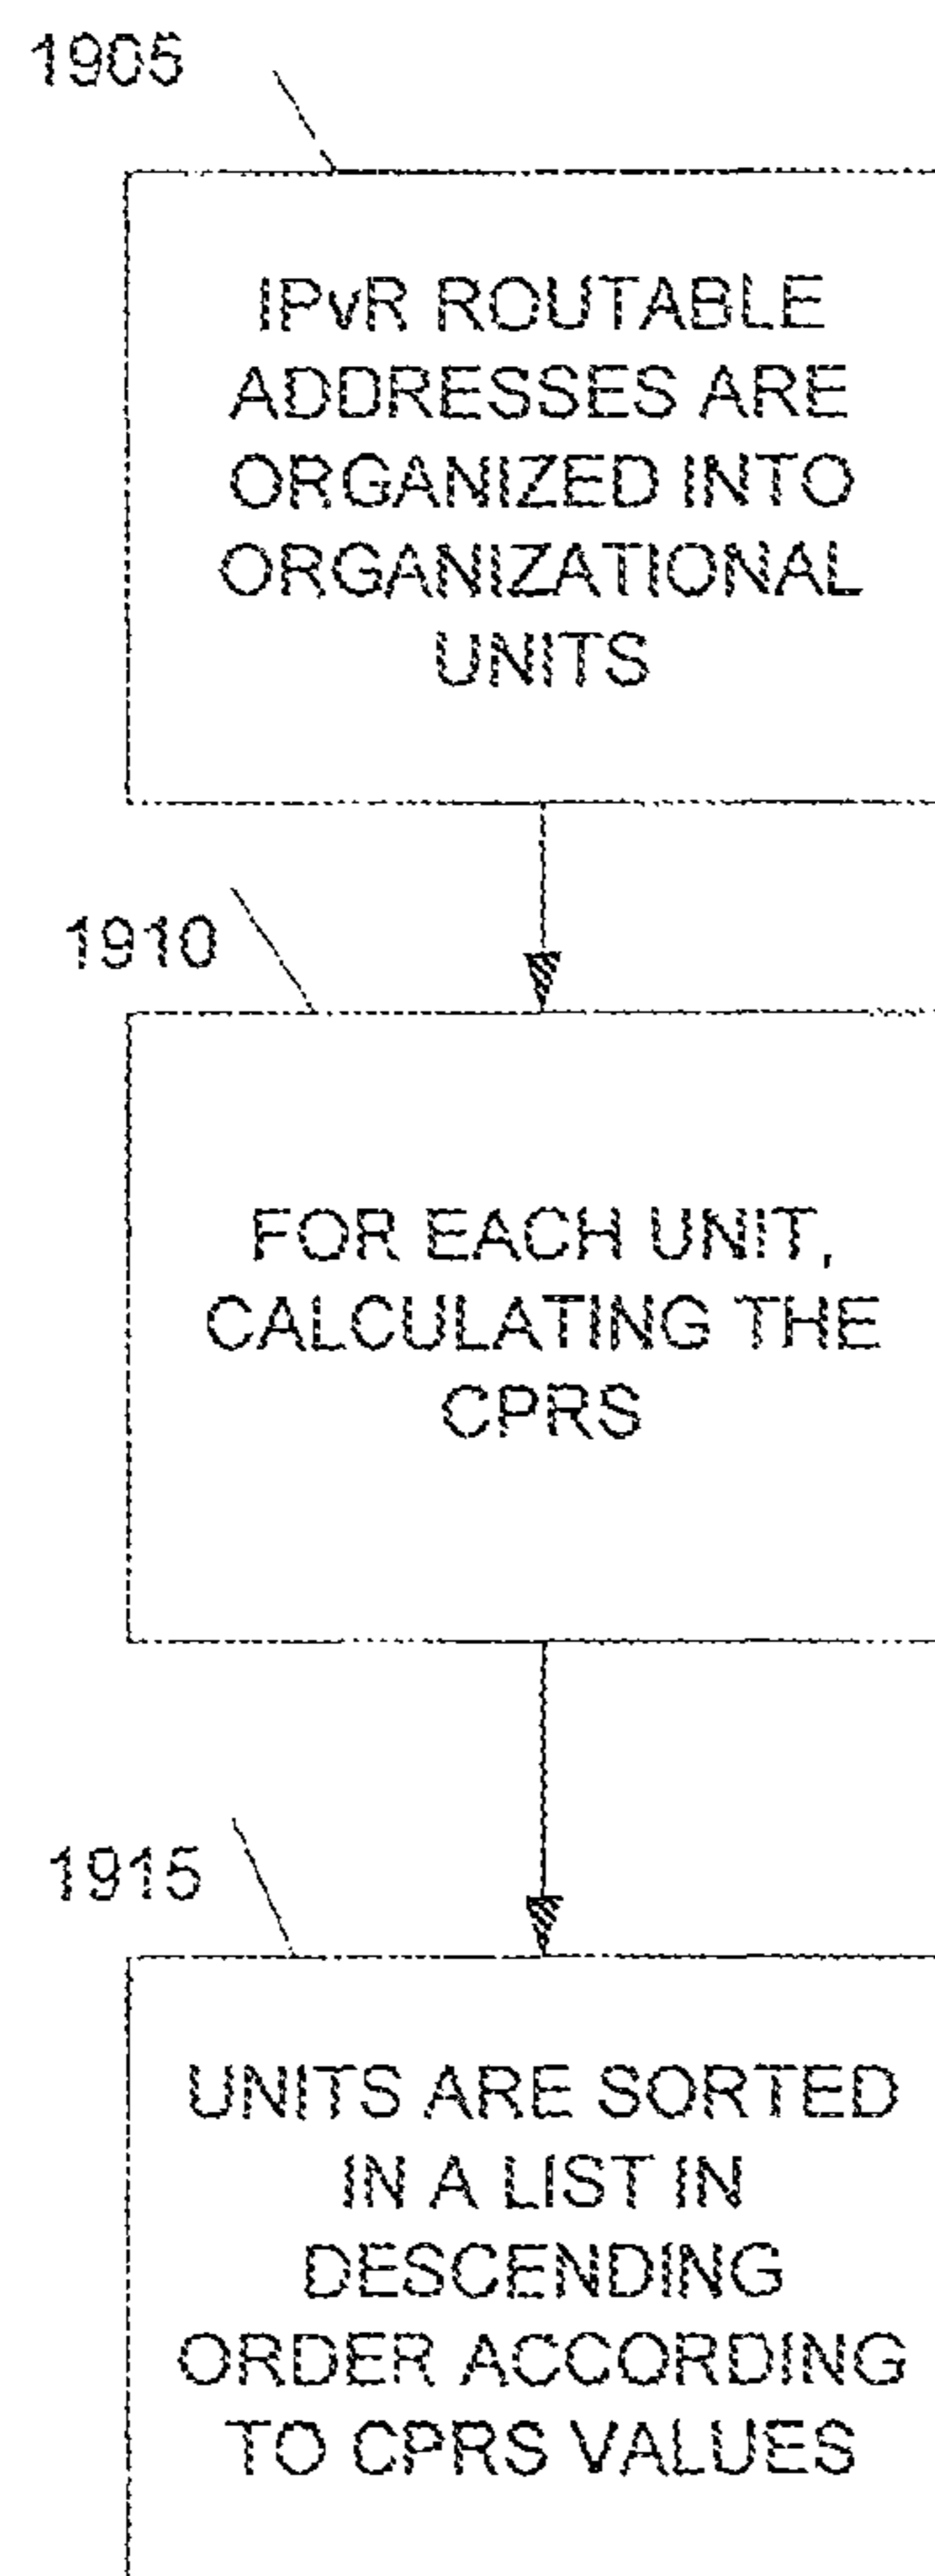 1905
IPvR ROUTABLE
ADDRESSES ARE
ORGANIZED INTO
ORGANIZATIONAL
UNITS
1910
FOR EACH UNIT,
CALCULATING THE
CPRS
1915
UNITS ARE SORTED
IN A LIST IN
DESCENDING
ORDER ACCORDING
TO CPRS VALUES